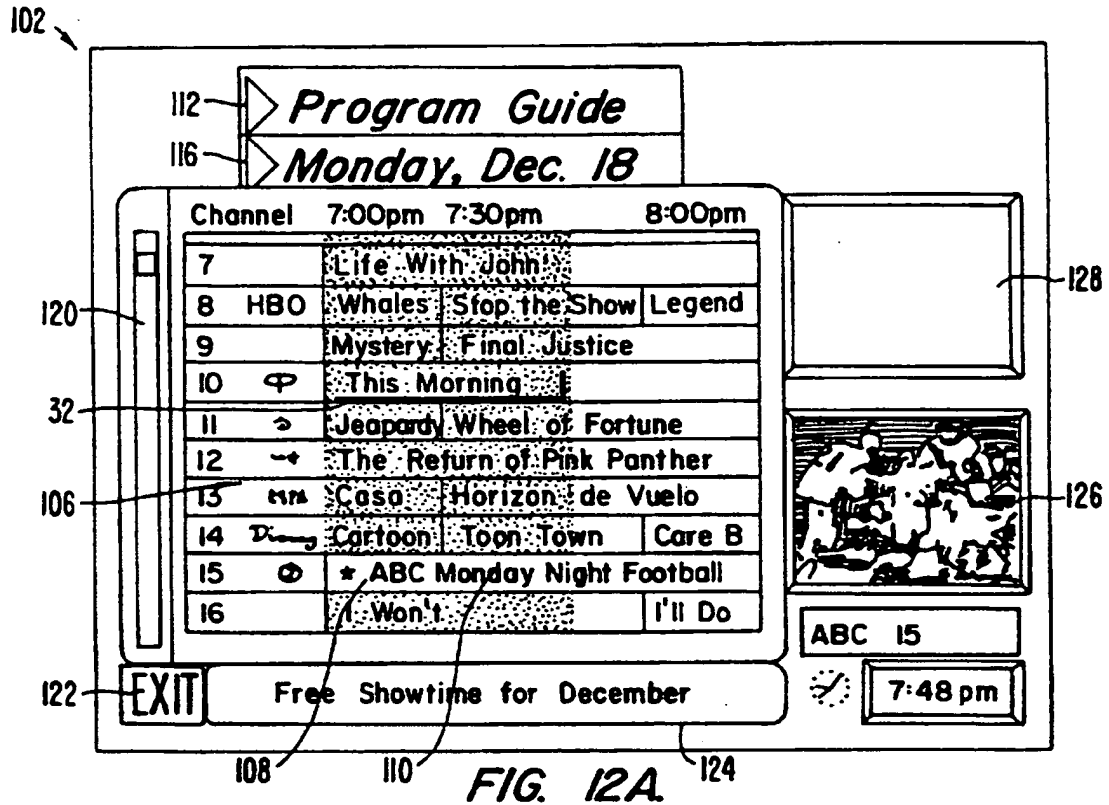 102
112 Program Guide
116 Monday, Dec. 18
Channel 7:00pm 7:30pm 8:00pm
7 Life With John
128
120
8 HBO Whales Stop the Show Legend
9 Mystery Final Justice
10 This Morning
32
11 Jeapardy Wheel of Fortune
12 The Return of Pink Panther
106
13 Casa Horizon de Vuelo
126
14 Disney Cartoon Toon Town Care B
15 * ABC Monday Night Football
16 I Won't I'll Do
ABC 15
122 EXIT Free Showtime for December
7:48 pm
108 110 124
FIG. 12A.